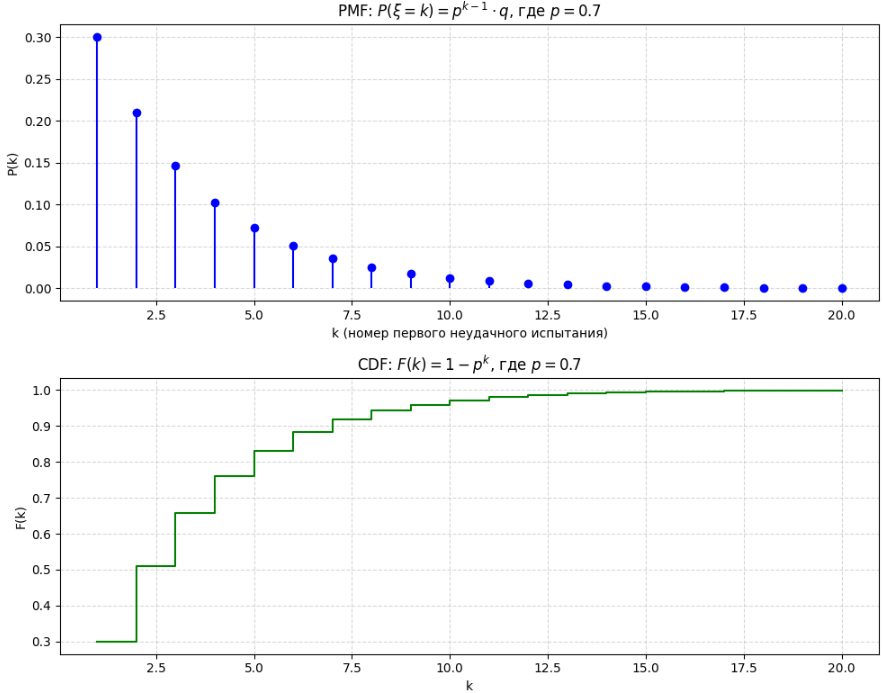 PMF: P(ξ = k) = p^{k−1} · q, где p = 0.7
0.30
0.25
0.20
0.15
0.10
0.05
0.00
P(k)
2.5 5.0 7.5 10.0 12.5 15.0 17.5 20.0
k (номер первого неудачного испытания)
CDF: F(k) = 1 − p^k, где p = 0.7
1.0
0.9
0.8
0.7
0.6
0.5
0.4
0.3
F(k)
2.5 5.0 7.5 10.0 12.5 15.0 17.5 20.0
k